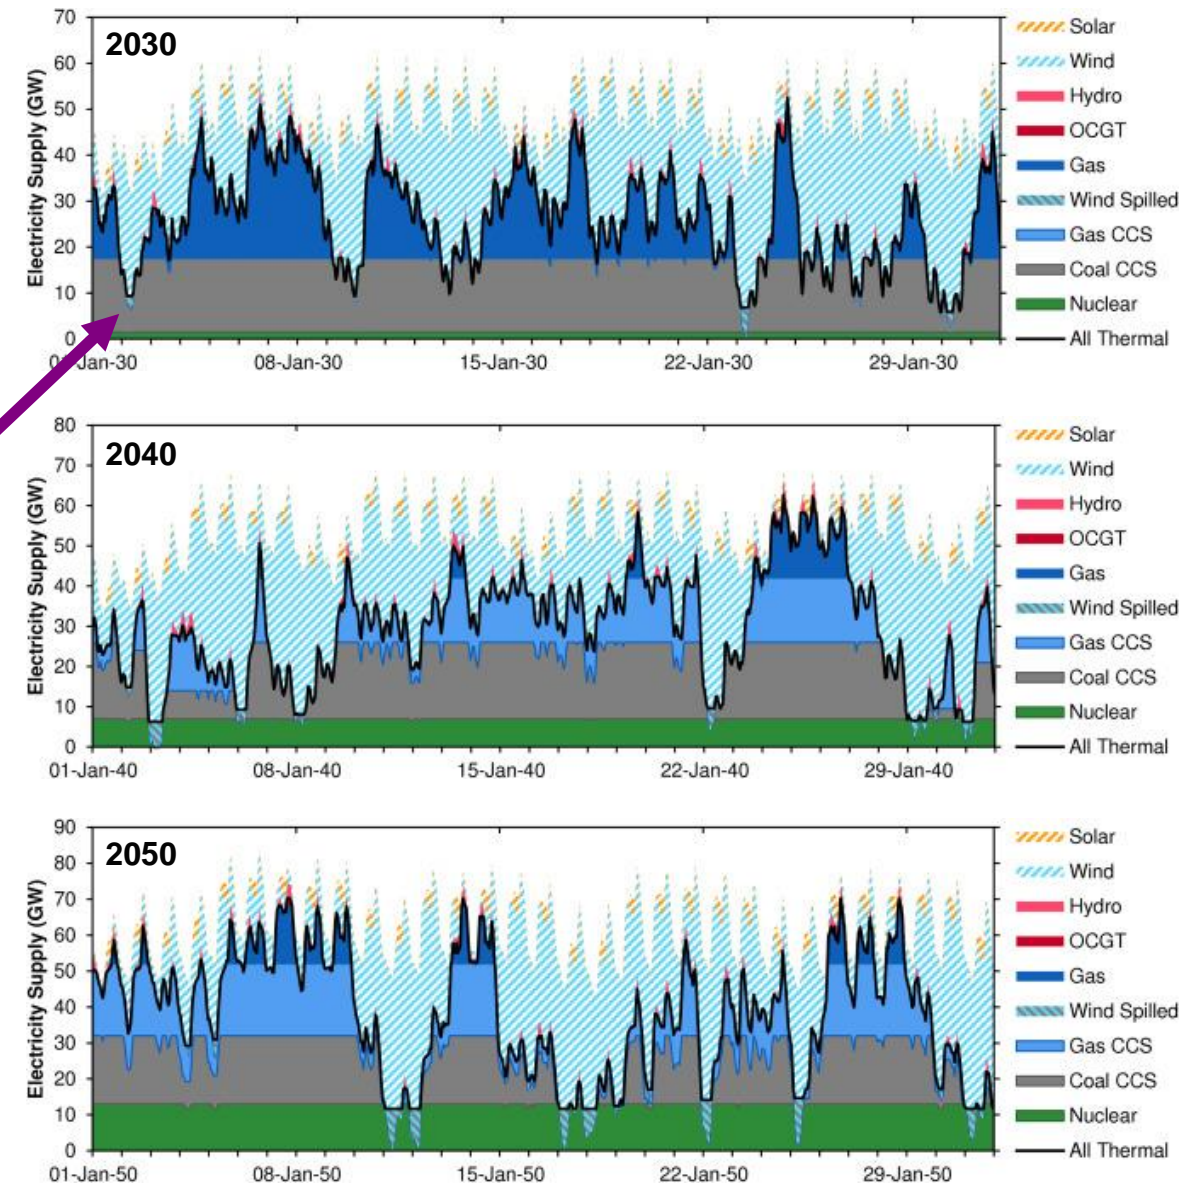 2030
Electricity Supply (GW)
70
60
50
40
30
20
10
0
01-Jan-30 08-Jan-30 15-Jan-30 22-Jan-30 29-Jan-30
Solar
Wind
Hydro
OCGT
Gas
Wind Spilled
Gas CCS
Coal CCS
Nuclear
All Thermal
2040
Electricity Supply (GW)
80
70
60
50
40
30
20
10
0
01-Jan-40 08-Jan-40 15-Jan-40 22-Jan-40 29-Jan-40
Solar
Wind
Hydro
OCGT
Gas
Wind Spilled
Gas CCS
Coal CCS
Nuclear
All Thermal
2050
Electricity Supply (GW)
90
80
70
60
50
40
30
20
10
0
01-Jan-50 08-Jan-50 15-Jan-50 22-Jan-50 29-Jan-50
Solar
Wind
Hydro
OCGT
Gas
Wind Spilled
Gas CCS
Coal CCS
Nuclear
All Thermal